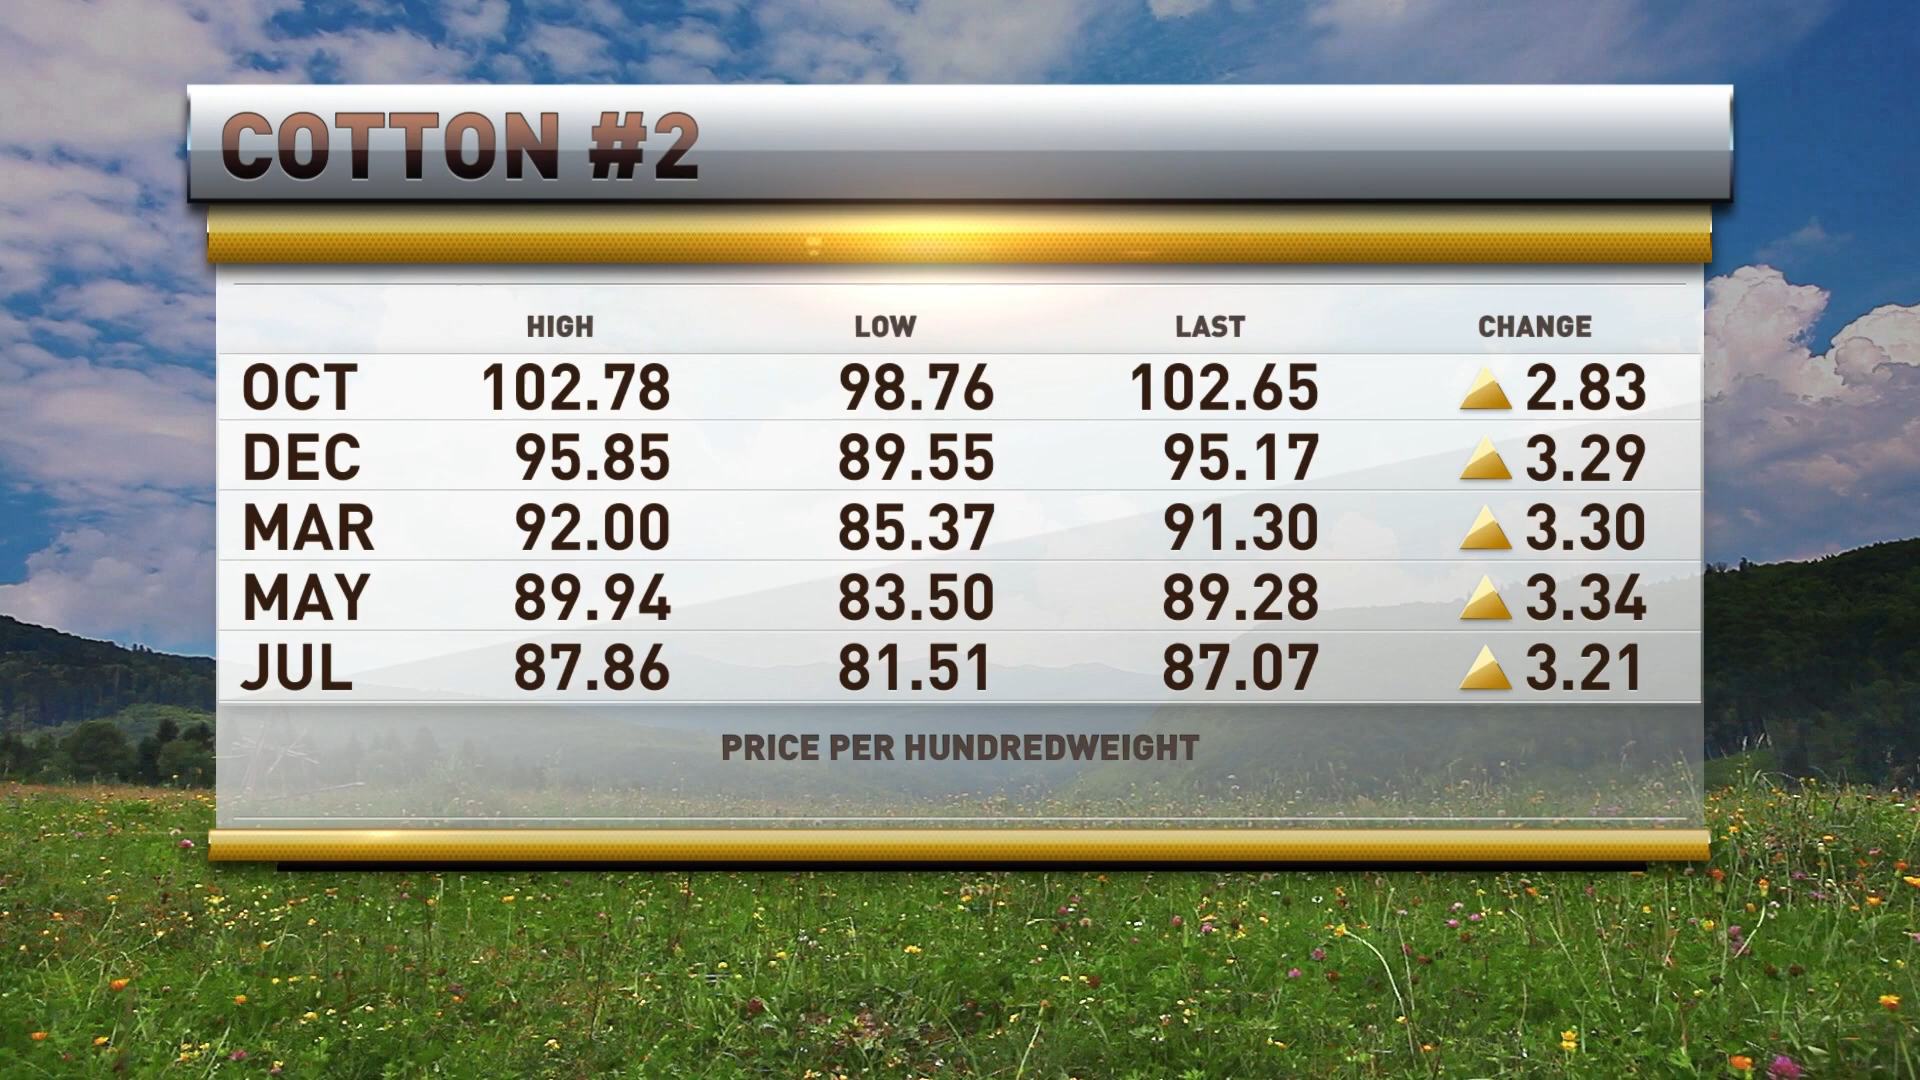 COTTON #2
HIGH LOW LAST CHANGE
OCT 102.78 98.76 102.65 ▲ 2.83
DEC 95.85 89.55 95.17 ▲ 3.29
MAR 92.00 85.37 91.30 ▲ 3.30
MAY 89.94 83.50 89.28 ▲ 3.34
JUL 87.86 81.51 87.07 ▲ 3.21
PRICE PER HUNDREDWEIGHT